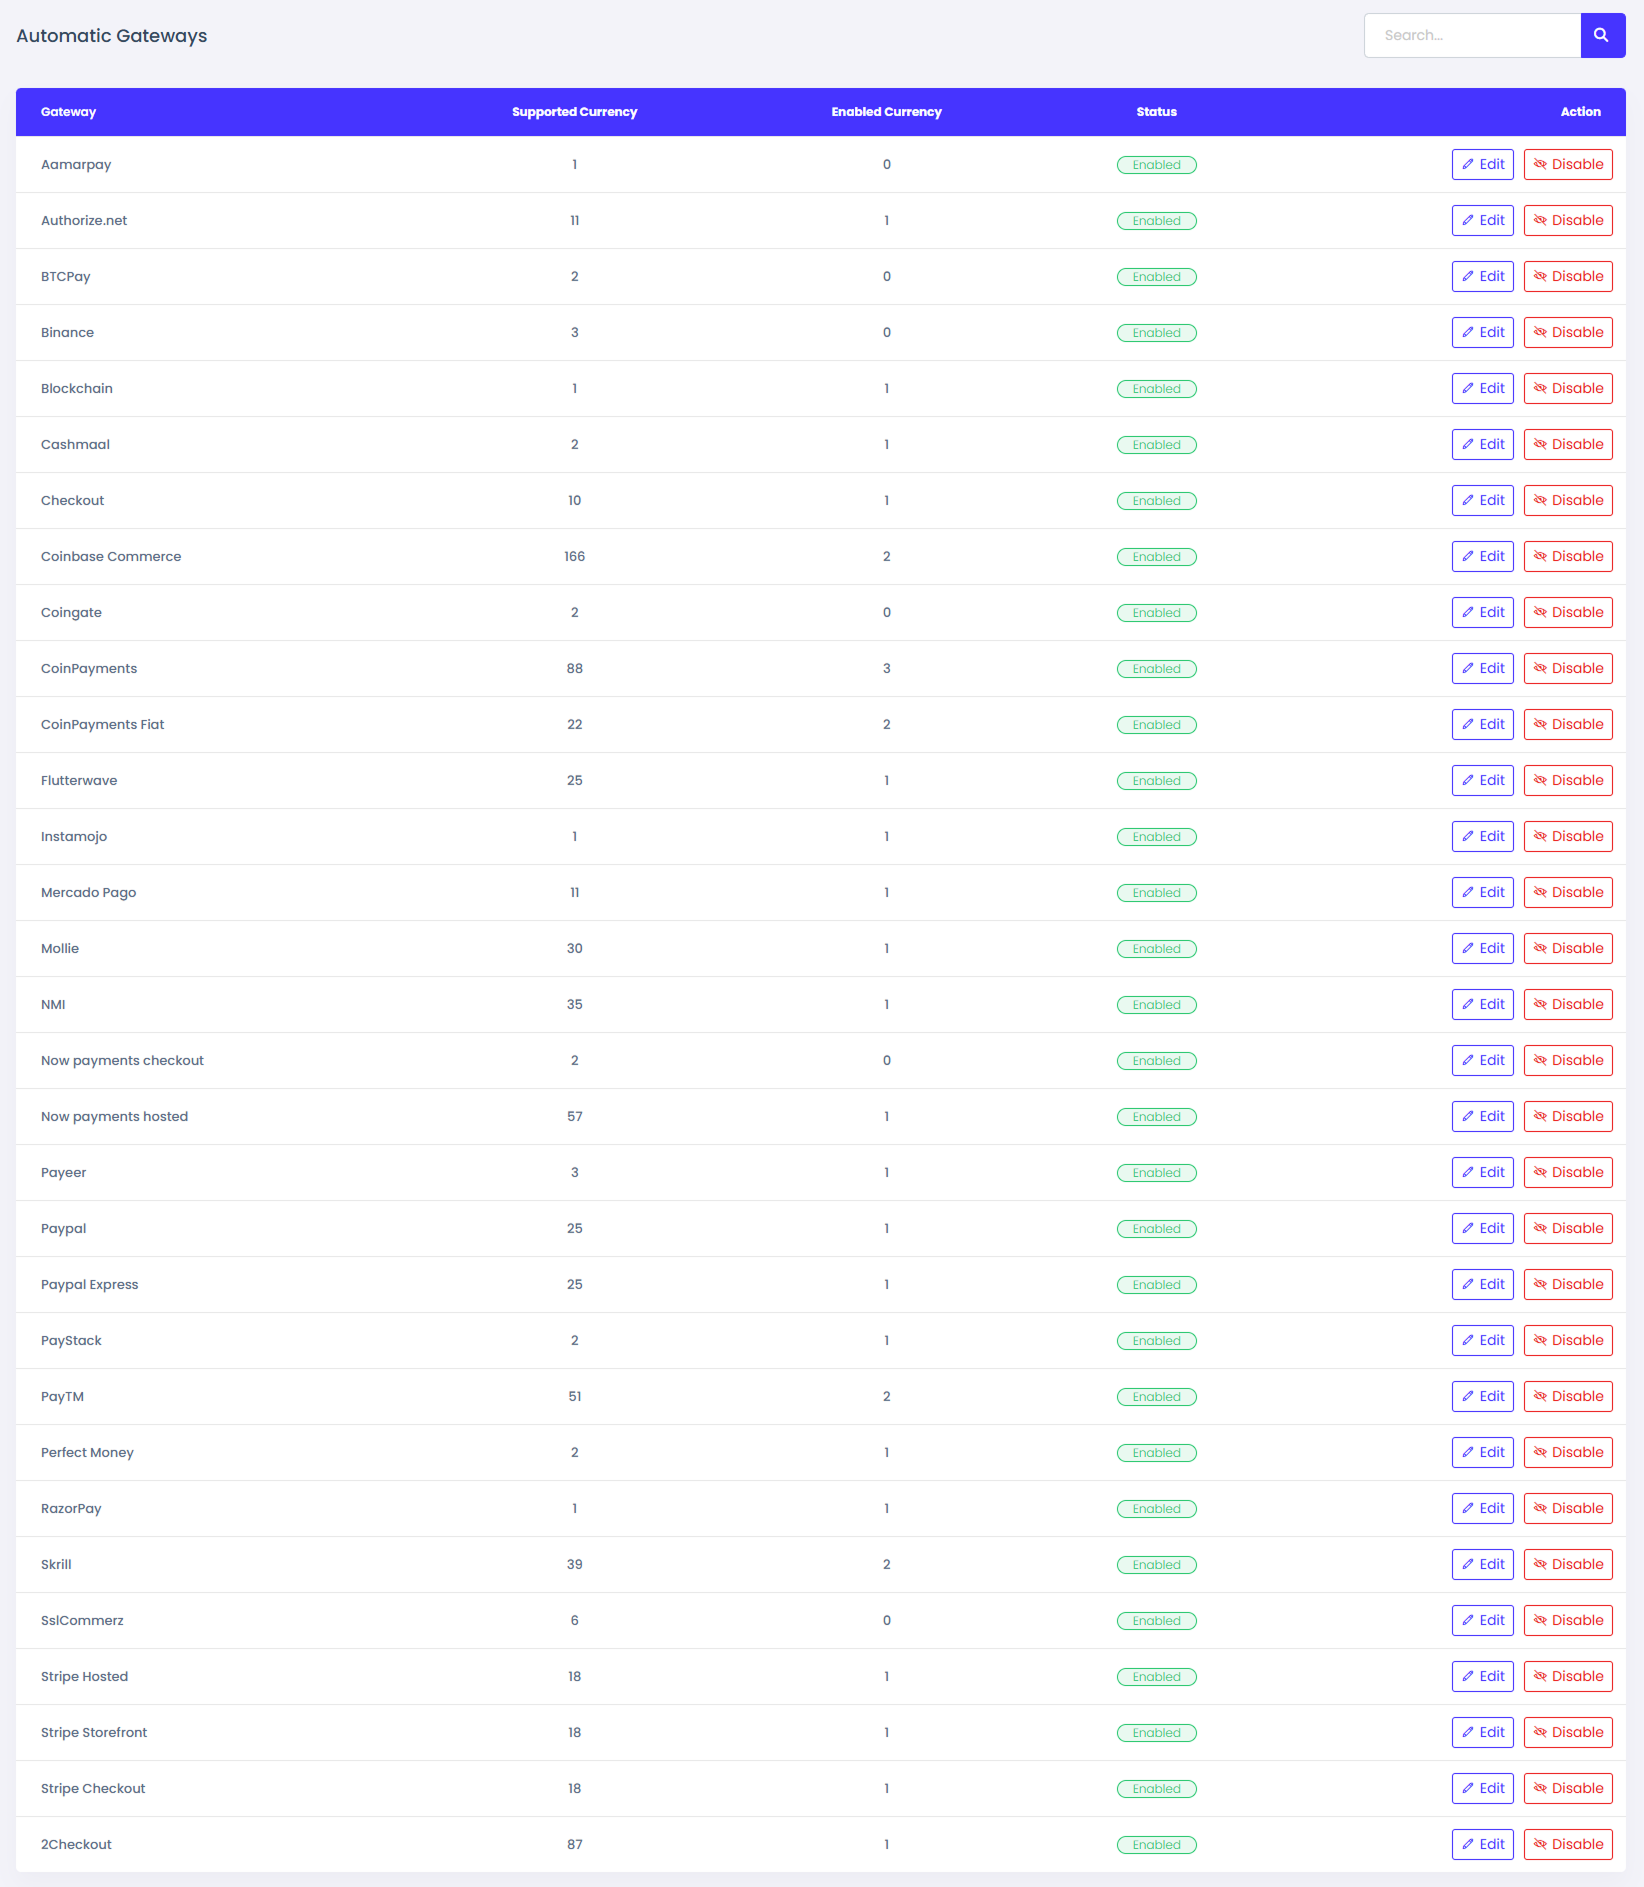 Automatic Gateways
Search...
Gateway Supported Currency Enabled Currency Status Action
Aamarpay 1 0 Enabled Edit Disable
Authorize.net 11 1 Enabled Edit Disable
BTCPay 2 0 Enabled Edit Disable
Binance 3 0 Enabled Edit Disable
Blockchain 1 1 Enabled Edit Disable
Cashmaal 2 1 Enabled Edit Disable
Checkout 10 1 Enabled Edit Disable
Coinbase Commerce 166 2 Enabled Edit Disable
Coingate 2 0 Enabled Edit Disable
CoinPayments 88 3 Enabled Edit Disable
CoinPayments Fiat 22 2 Enabled Edit Disable
Flutterwave 25 1 Enabled Edit Disable
Instamojo 1 1 Enabled Edit Disable
Mercado Pago 11 1 Enabled Edit Disable
Mollie 30 1 Enabled Edit Disable
NMI 35 1 Enabled Edit Disable
Now payments checkout 2 0 Enabled Edit Disable
Now payments hosted 57 1 Enabled Edit Disable
Payeer 3 1 Enabled Edit Disable
Paypal 25 1 Enabled Edit Disable
Paypal Express 25 1 Enabled Edit Disable
PayStack 2 1 Enabled Edit Disable
PayTM 51 2 Enabled Edit Disable
Perfect Money 2 1 Enabled Edit Disable
RazorPay 1 1 Enabled Edit Disable
Skrill 39 2 Enabled Edit Disable
SslCommerz 6 0 Enabled Edit Disable
Stripe Hosted 18 1 Enabled Edit Disable
Stripe Storefront 18 1 Enabled Edit Disable
Stripe Checkout 18 1 Enabled Edit Disable
2Checkout 87 1 Enabled Edit Disable